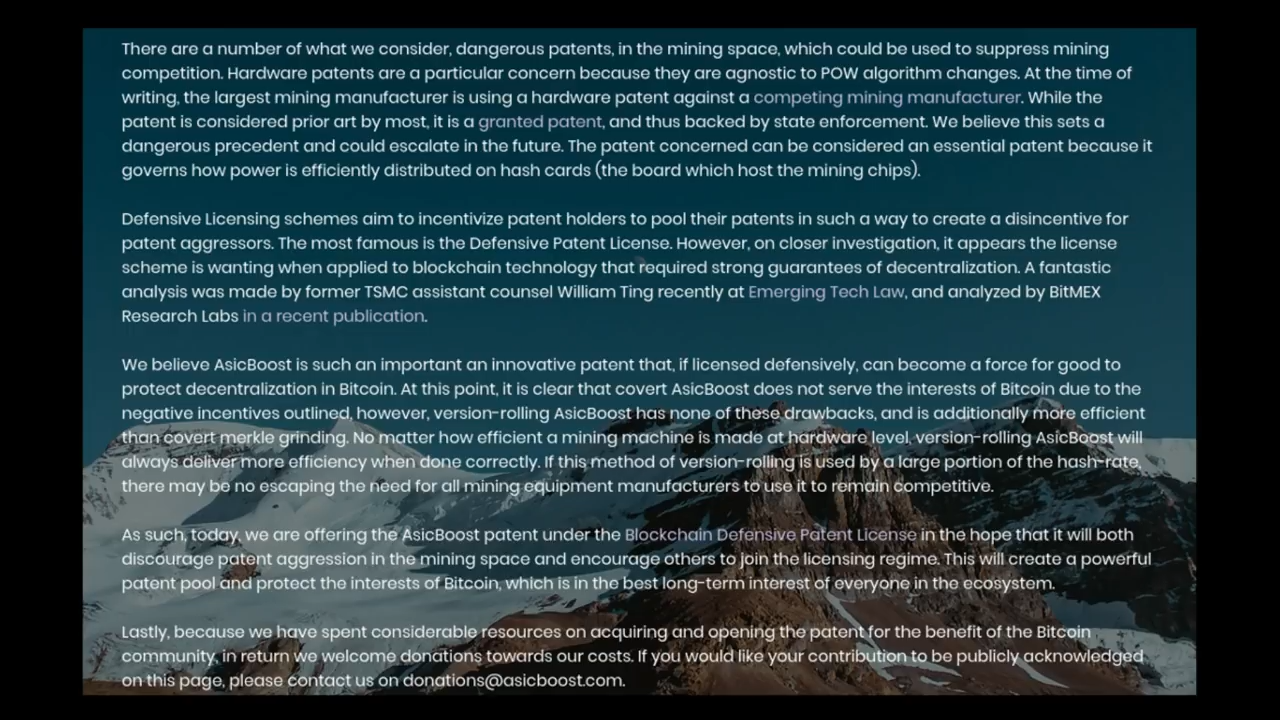 There are a number of what we consider, dangerous patents, in the mining space, which could be used to suppress mining
competition. Hardware patents are a particular concern because they are agnostic to POW algorithm changes. At the time of
writing, the largest mining manufacturer is using a hardware patent against a competing mining manufacturer. While the
patent is considered prior art by most, it is a granted patent, and thus backed by state enforcement. We believe this sets a
dangerous precedent and could escalate in the future. The patent concerned can be considered an essential patent because it
governs how power is efficiently distributed on hash cards (the board which host the mining chips).
Defensive Licensing schemes aim to incentivize patent holders to pool their patents in such a way to create a disincentive for
patent aggressors. The most famous is the Defensive Patent License. However, on closer investigation, it appears the license
scheme is wanting when applied to blockchain technology that required strong guarantees of decentralization. A fantastic
analysis was made by former TSMC assistant counsel William Ting recently at Emerging Tech Law, and analyzed by BitMEX
Research Labs in a recent publication.
We believe AsicBoost is such an important an innovative patent that, if licensed defensively, can become a force for good to
protect decentralization in Bitcoin. At this point, it is clear that covert AsicBoost does not serve the interests of Bitcoin due to the
negative incentives outlined, however, version-rolling AsicBoost has none of these drawbacks, and is additionally more efficient
than covert merkle grinding. No matter how efficient a mining machine is made at hardware level, version-rolling AsicBoost will
always deliver more efficiency when done correctly. If this method of version-rolling is used by a large portion of the hash-rate,
there may be no escaping the need for all mining equipment manufacturers to use it to remain competitive.
As such, today, we are offering the AsicBoost patent under the Blockchain Defensive Patent License in the hope that it will both
discourage patent aggression in the mining space and encourage others to join the licensing regime. This will create a powerful
patent pool and protect the interests of Bitcoin, which is in the best long-term interest of everyone in the ecosystem.
Lastly, because we have spent considerable resources on acquiring and opening the patent for the benefit of the Bitcoin
community, in return we welcome donations towards our costs. If you would like your contribution to be publicly acknowledged
on this page, please contact us on donations@asicboost.com.